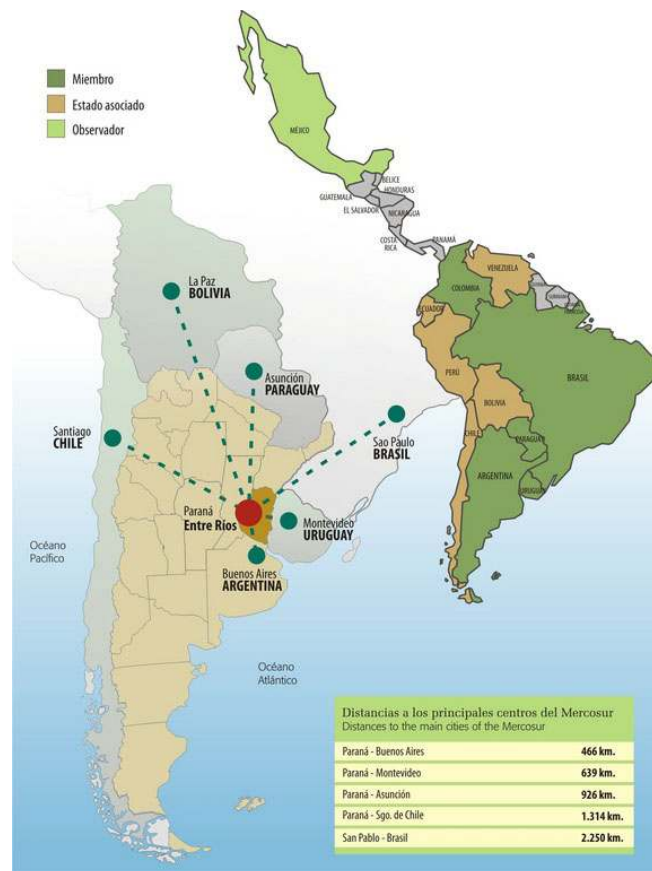 Miembro
Estado asociado
Observador
MÉXICO
BELICE
HONDURAS
GUATEMALA
EL SALVADOR
NICARAGUA
COSTA
RICA
PANAMÁ
VENEZUELA
COLOMBIA
ECUADOR
PERÚ
BRASIL
BOLIVIA
CHILE
PARAGUAY
ARGENTINA
URUGUAY
La Paz
BOLIVIA
Asunción
PARAGUAY
Santiago
CHILE
Sao Paulo
BRASIL
Paraná
Entre Ríos
Montevideo
URUGUAY
Buenos Aires
ARGENTINA
Océano
Pacífico
Océano
Atlántico
Distancias a los principales centros del Mercosur
Distances to the main cities of the Mercosur
Paraná - Buenos Aires 466 km.
Paraná - Montevideo 639 km.
Paraná - Asunción 926 km.
Paraná - Sgo. de Chile 1.314 km.
San Pablo - Brasil 2.250 km.